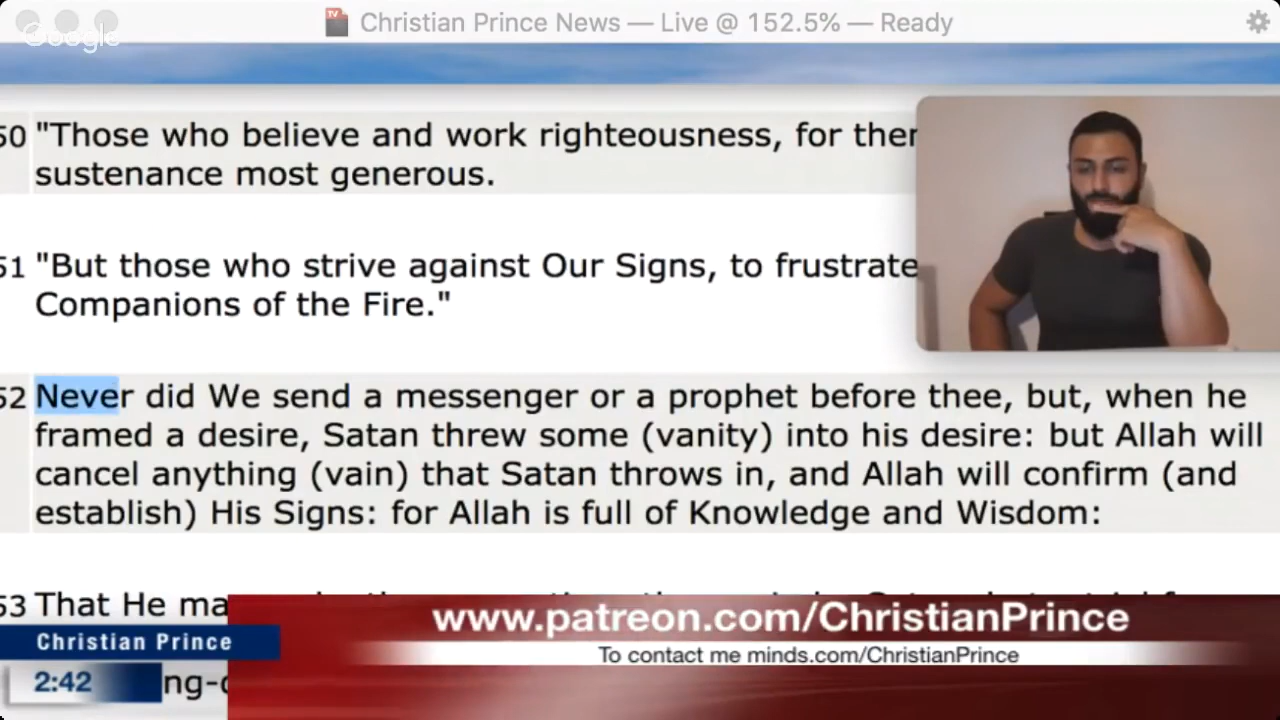 Christian Prince News — Live @ 152.5% — Ready
TV
Google
50 "Those who believe and work righteousness, for
sustenance most generous.
51 "But those who strive against Our Signs, to frustrate
Companions of the Fire."
52 Never did We send a messenger or a prophet before thee, but, when he
framed a desire, Satan threw some (vanity) into his desire: but Allah will
cancel anything (vain) that Satan throws in, and Allah will confirm (and
establish) His Signs: for Allah is full of Knowledge and Wisdom:
53 That He
www.patreon.com/ChristianPrince
Christian Prince
To contact me minds.com/ChristianPrince
2:42